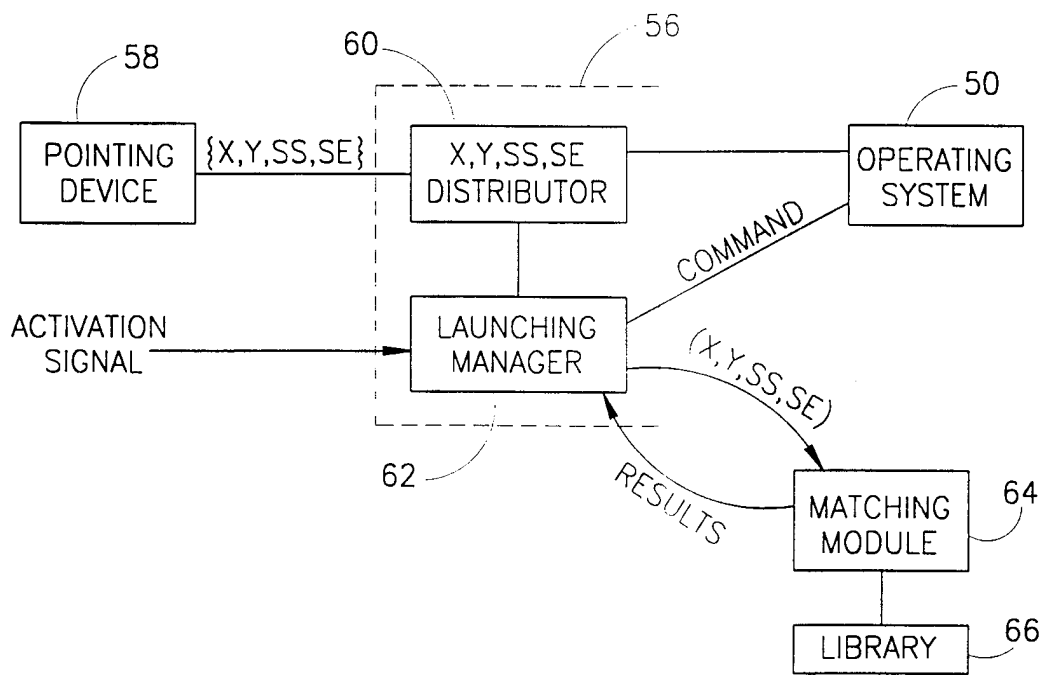 56
60
58
50
POINTING
DEVICE
{X,Y,SS,SE}
X,Y,SS,SE
DISTRIBUTOR
OPERATING
SYSTEM
COMMAND
ACTIVATION
SIGNAL
LAUNCHING
MANAGER
(X,Y,SS,SE)
62
RESULTS
MATCHING
MODULE
64
LIBRARY
66